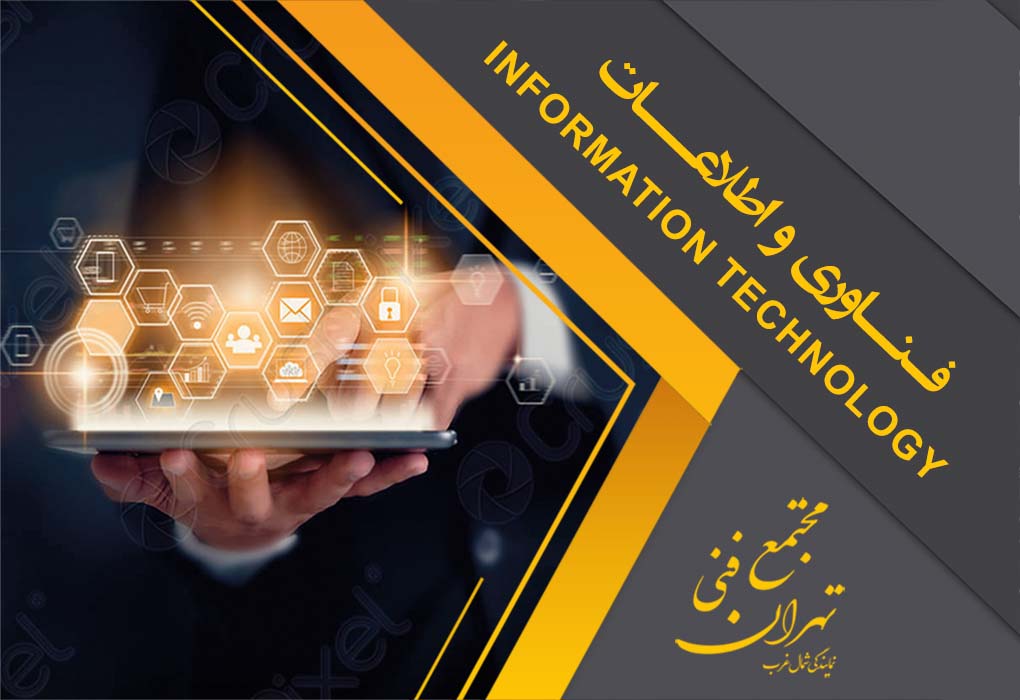 فناوری و اطلاعات
INFORMATION TECHNOLOGY
مجتمع
فنی
تهران
نمایندگی شمال غرب